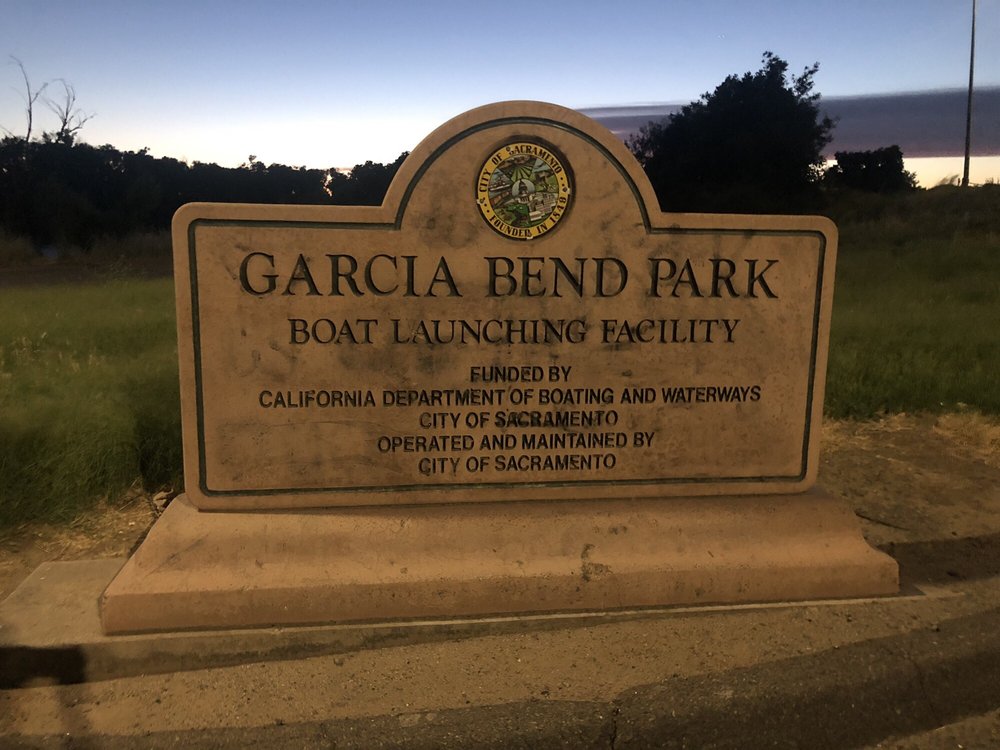 CITY OF SACRAMENTO
FOUNDED IN 1849
GARCIA BEND PARK
BOAT LAUNCHING FACILITY
FUNDED BY
CALIFORNIA DEPARTMENT OF BOATING AND WATERWAYS
CITY OF SACRAMENTO
OPERATED AND MAINTAINED BY
CITY OF SACRAMENTO